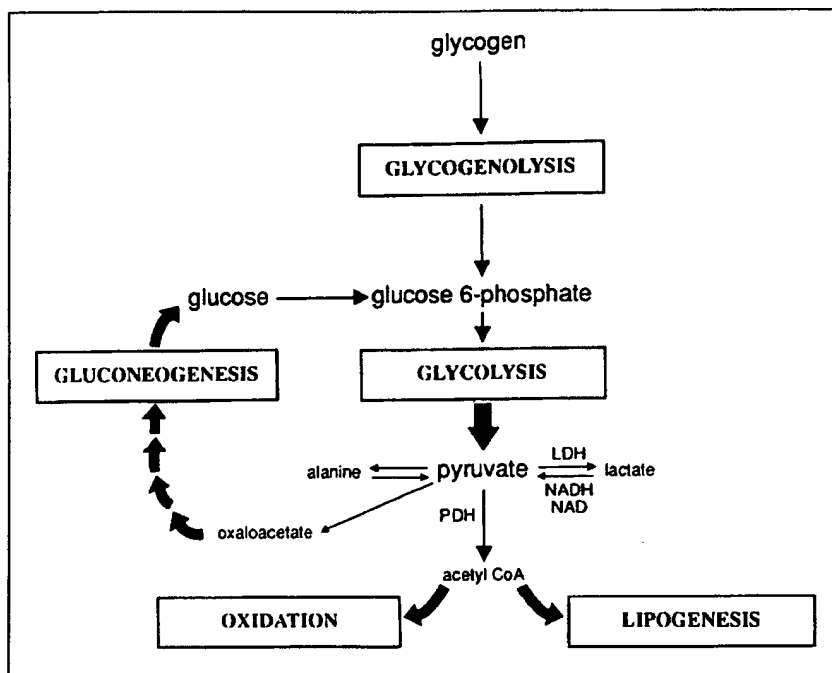 glycogen
GLYCOGENOLYSIS
glucose
glucose 6-phosphate
GLUCONEOGENESIS
GLYCOLYSIS
alanine
pyruvate
LDH
lactate
NADH
NAD
PDH
oxaloacetate
acetyl CoA
OXIDATION
LIPOGENESIS